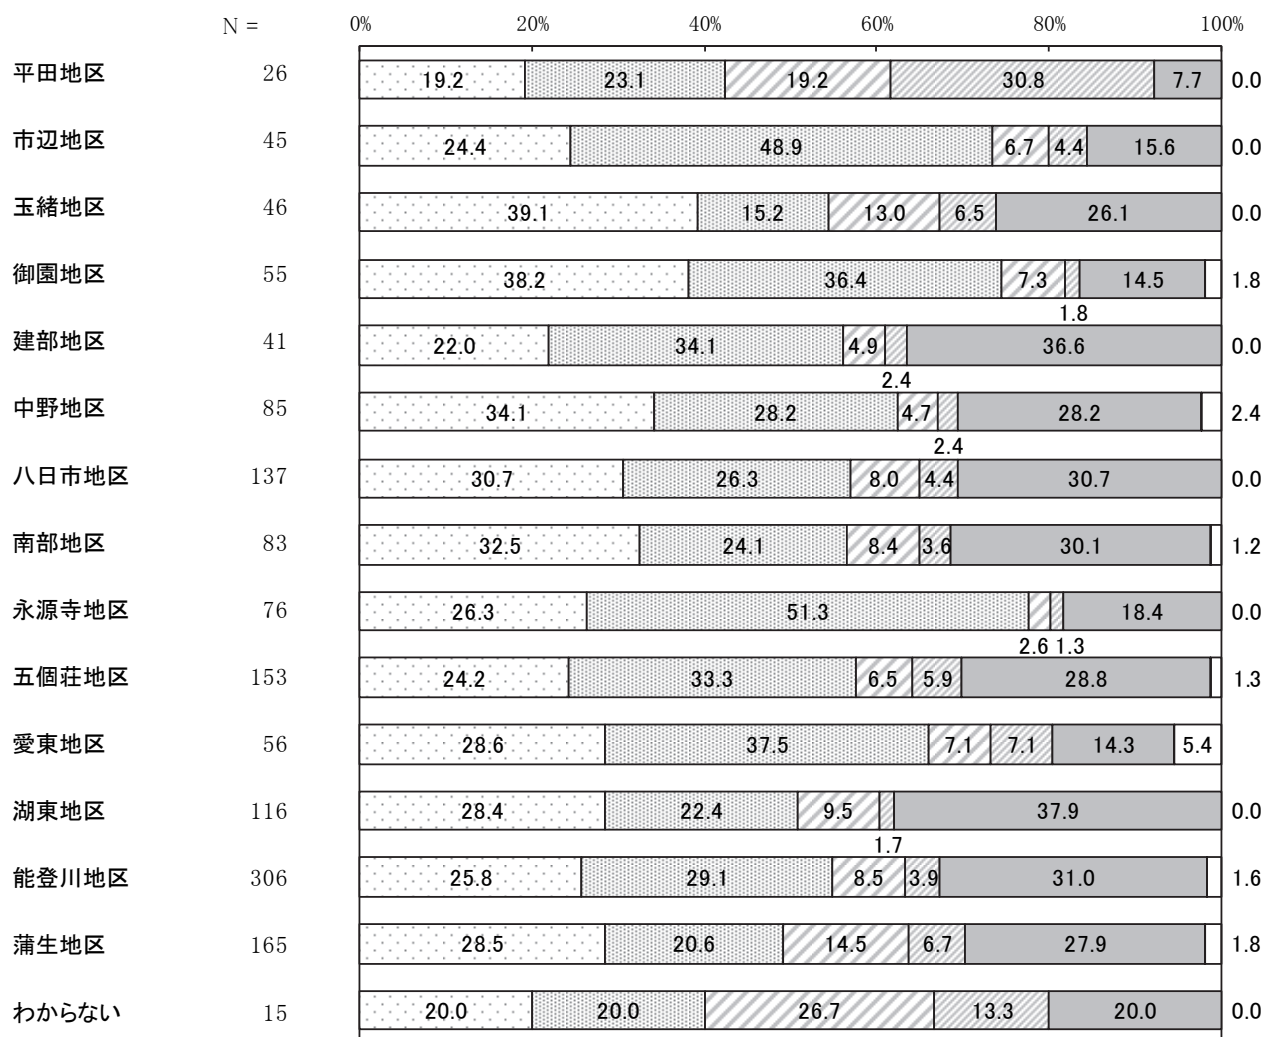 N = 0% 20% 40% 60% 80% 100%
平田地区 26 19.2 23.1 19.2 30.8 7.7 0.0
市辺地区 45 24.4 48.9 6.7 4.4 15.6 0.0
玉緒地区 46 39.1 15.2 13.0 6.5 26.1 0.0
御園地区 55 38.2 36.4 7.3 14.5 1.8
1.8
建部地区 41 22.0 34.1 4.9 36.6 0.0
2.4
中野地区 85 34.1 28.2 4.7 28.2 2.4
2.4
八日市地区 137 30.7 26.3 8.0 4.4 30.7 0.0
南部地区 83 32.5 24.1 8.4 3.6 30.1 1.2
永源寺地区 76 26.3 51.3 18.4 0.0
2.6 1.3
五個荘地区 153 24.2 33.3 6.5 5.9 28.8 1.3
愛東地区 56 28.6 37.5 7.1 7.1 14.3 5.4
湖東地区 116 28.4 22.4 9.5 37.9 0.0
1.7
能登川地区 306 25.8 29.1 8.5 3.9 31.0 1.6
蒲生地区 165 28.5 20.6 14.5 6.7 27.9 1.8
わからない 15 20.0 20.0 26.7 13.3 20.0 0.0